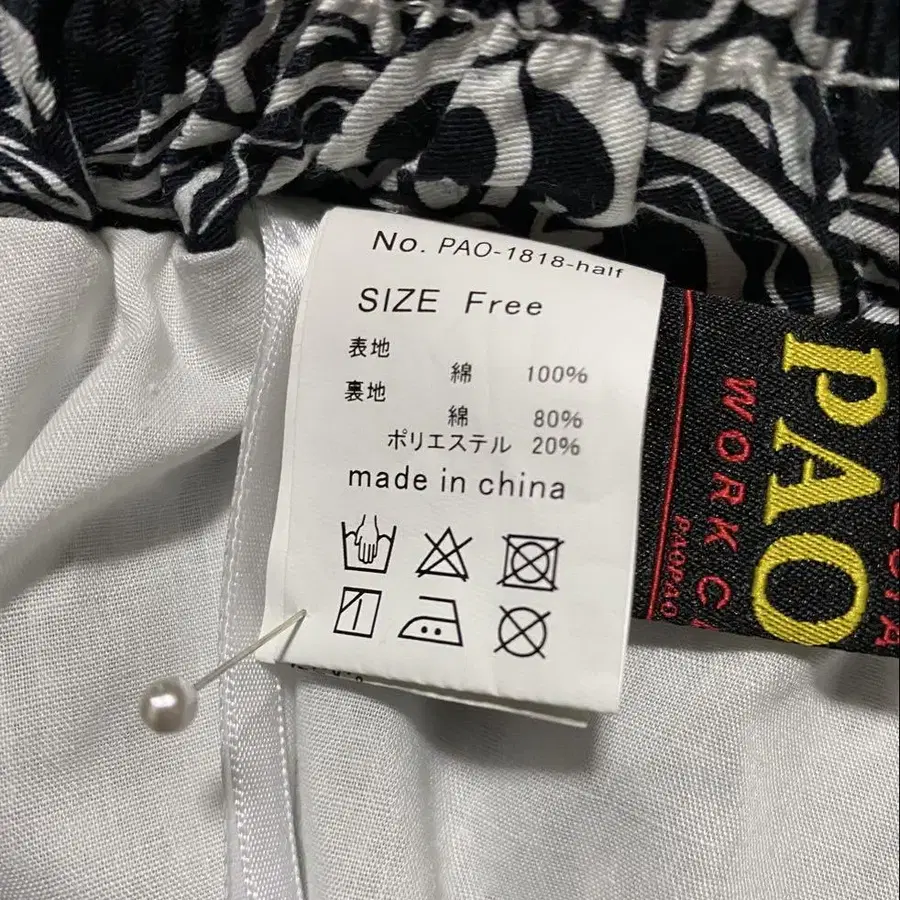 No. PAO-1818-half
SIZE Free
表地
綿 100%
裏地
綿 80%
ポリエステル 20%
made in china
PAO
WORK
PAOPAO